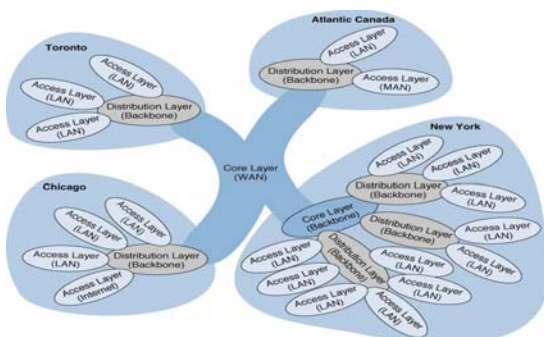 Toronto
Access Layer
(LAN)
Access Layer
(LAN)
Distribution Layer
(Backbone)
Access Layer
(LAN)
Atlantic Canada
Access Layer
(LAN)
Distribution Layer
(Backbone)
Access Layer
(MAN)
Core Layer
(WAN)
Chicago
Access Layer
(LAN)
Access Layer
(LAN)
Access Layer
(LAN)
Distribution Layer
(Backbone)
Access Layer
(Internet)
New York
Access Layer
(LAN)
Access Layer
(LAN)
Distribution Layer
(Backbone)
Access Layer
(LAN)
Core Layer
(Backbone)
Distribution Layer
(Backbone)
Access Layer
(LAN)
Access Layer
(LAN)
Distribution Layer
(Backbone)
Access Layer
(LAN)
Access Layer
(LAN)
Access Layer
(LAN)
Access Layer
(LAN)
Access Layer
(LAN)
Access Layer
(LAN)